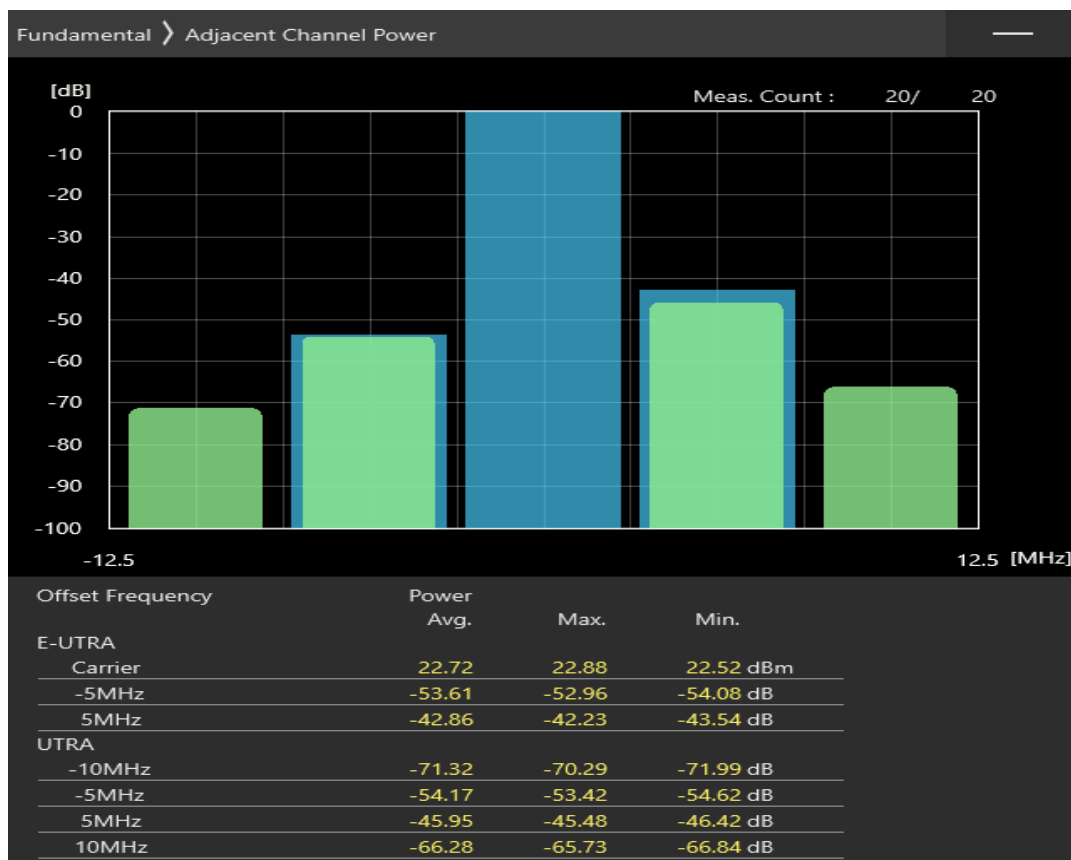 Fundamental ❯ Adjacent Channel Power
[dB]
Meas. Count : 20/ 20
0
-10
-20
-30
-40
-50
-60
-70
-80
-90
-100
-12.5 12.5 [MHz]
Offset Frequency Power
Avg. Max. Min.
E-UTRA
Carrier 22.72 22.88 22.52 dBm
-5MHz -53.61 -52.96 -54.08 dB
5MHz -42.86 -42.23 -43.54 dB
UTRA
-10MHz -71.32 -70.29 -71.99 dB
-5MHz -54.17 -53.42 -54.62 dB
5MHz -45.95 -45.48 -46.42 dB
10MHz -66.28 -65.73 -66.84 dB